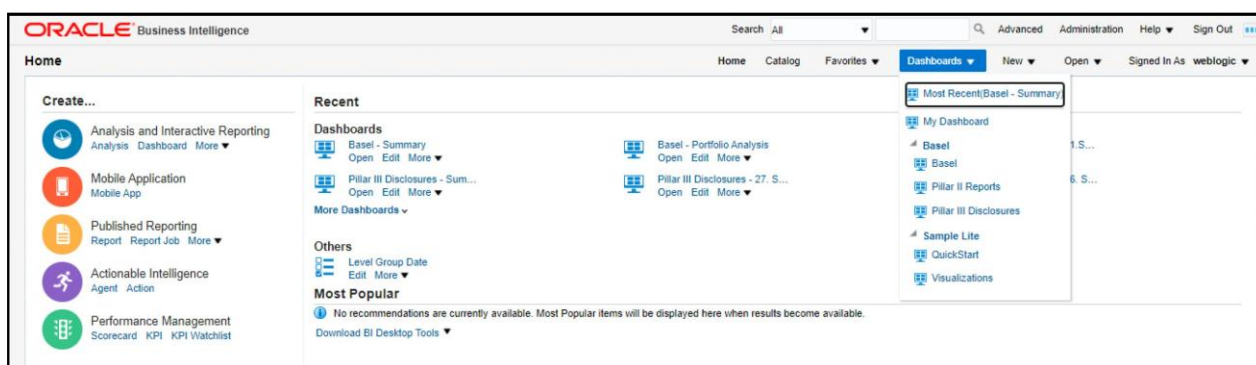 ORACLE Business Intelligence
Search All Advanced Administration Help Sign Out
Home
Home Catalog Favorites Dashboards New Open Signed In As weblogic
Create...
Analysis and Interactive Reporting
Analysis Dashboard More
Mobile Application
Mobile App
Published Reporting
Report Report Job More
Actionable Intelligence
Agent Action
Performance Management
Scorecard KPI KPI Watchlist
Recent
Dashboards
Basel - Summary
Open Edit More
Basel - Portfolio Analysis
Open Edit More
Pillar III Disclosures - Sum...
Open Edit More
Pillar III Disclosures - 27. S...
Open Edit More
More Dashboards
Others
Level Group Date
Edit More
Most Popular
No recommendations are currently available. Most Popular items will be displayed here when results become available.
Download BI Desktop Tools
Most Recent(Basel - Summary)
My Dashboard
Basel
Basel
Pillar II Reports
Pillar III Disclosures
Sample Lite
QuickStart
Visualizations
1.S...
6. S...